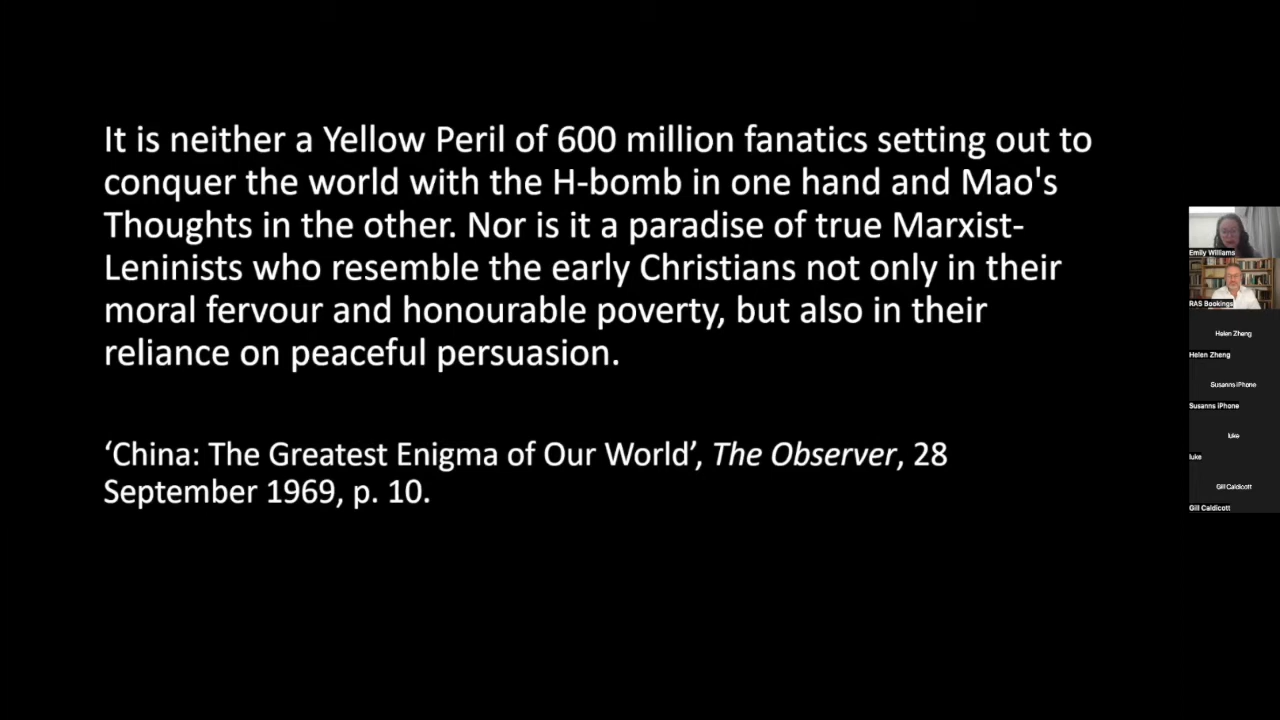 It is neither a Yellow Peril of 600 million fanatics setting out to
conquer the world with the H-bomb in one hand and Mao's
Thoughts in the other. Nor is it a paradise of true Marxist-
Leninists who resemble the early Christians not only in their
moral fervour and honourable poverty, but also in their
reliance on peaceful persuasion.
‘China: The Greatest Enigma of Our World’, The Observer, 28
September 1969, p. 10.
Emily Williams
RAS Bookings
Helen Zheng
Helen Zheng
Susanns iPhone
Susanns iPhone
luke
luke
Gill Caldicott
Gill Caldicott